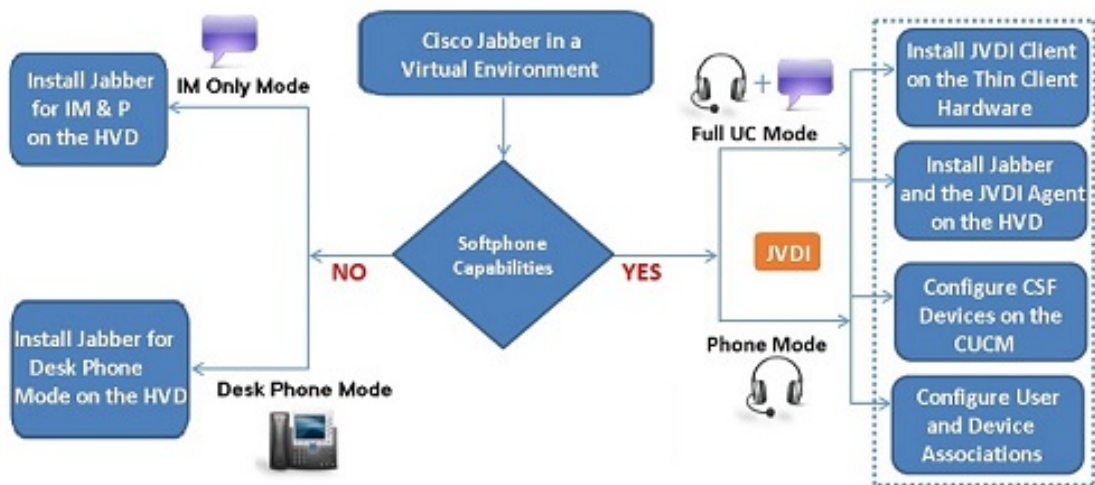 Cisco Jabber in a
Virtual Environment
Install Jabber
for IM & P
on the HVD
IM Only Mode
Softphone
Capabilities
NO
YES
Install Jabber for
Desk Phone
Mode on the HVD
Desk Phone Mode
+
Full UC Mode
JVDI
Phone Mode
Install JVDI Client
on the Thin Client
Hardware
Install Jabber
and the JVDI Agent
on the HVD
Configure CSF
Devices on the
CUCM
Configure User
and Device
Associations